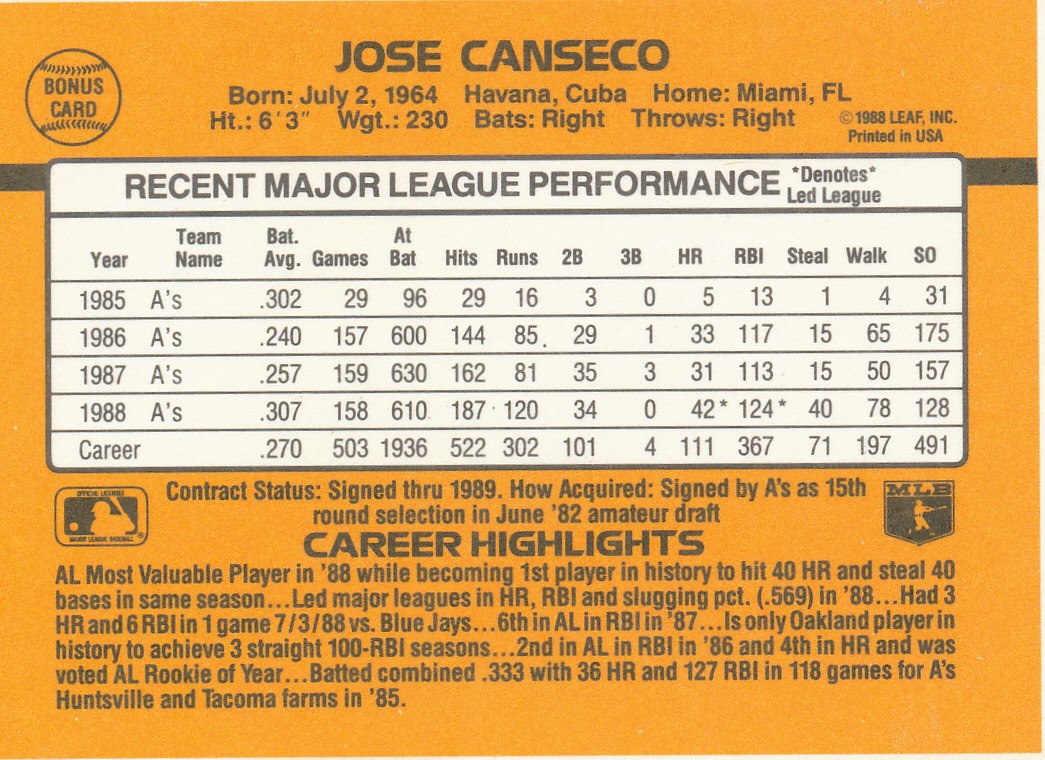 JOSE CANSECO
BONUS
CARD
Born: July 2, 1964 Havana, Cuba Home: Miami, FL
Ht.: 6'3" Wgt.: 230 Bats: Right Throws: Right
©1988 LEAF, INC.
Printed in USA
RECENT MAJOR LEAGUE PERFORMANCE *Denotes*
Led League
Year Team Name Bat. Avg. Games At Bat Hits Runs 2B 3B HR RBI Steal Walk SO
1985 A's .302 29 96 29 16 3 0 5 13 1 4 31
1986 A's .240 157 600 144 85 29 1 33 117 15 65 175
1987 A's .257 159 630 162 81 35 3 31 113 15 50 157
1988 A's .307 158 610 187 120 34 0 42* 124* 40 78 128
Career .270 503 1936 522 302 101 4 111 367 71 197 491
OFFICIAL LICENSEE
MAJOR LEAGUE BASEBALL
Contract Status: Signed thru 1989. How Acquired: Signed by A's as 15th
round selection in June '82 amateur draft
MLB
CAREER HIGHLIGHTS
AL Most Valuable Player in '88 while becoming 1st player in history to hit 40 HR and steal 40
bases in same season...Led major leagues in HR, RBI and slugging pct. (.569) in '88...Had 3
HR and 6 RBI in 1 game 7/3/88 vs. Blue Jays...6th in AL in RBI in '87...Is only Oakland player in
history to achieve 3 straight 100-RBI seasons...2nd in AL in RBI in '86 and 4th in HR and was
voted AL Rookie of Year...Batted combined .333 with 36 HR and 127 RBI in 118 games for A's
Huntsville and Tacoma farms in '85.